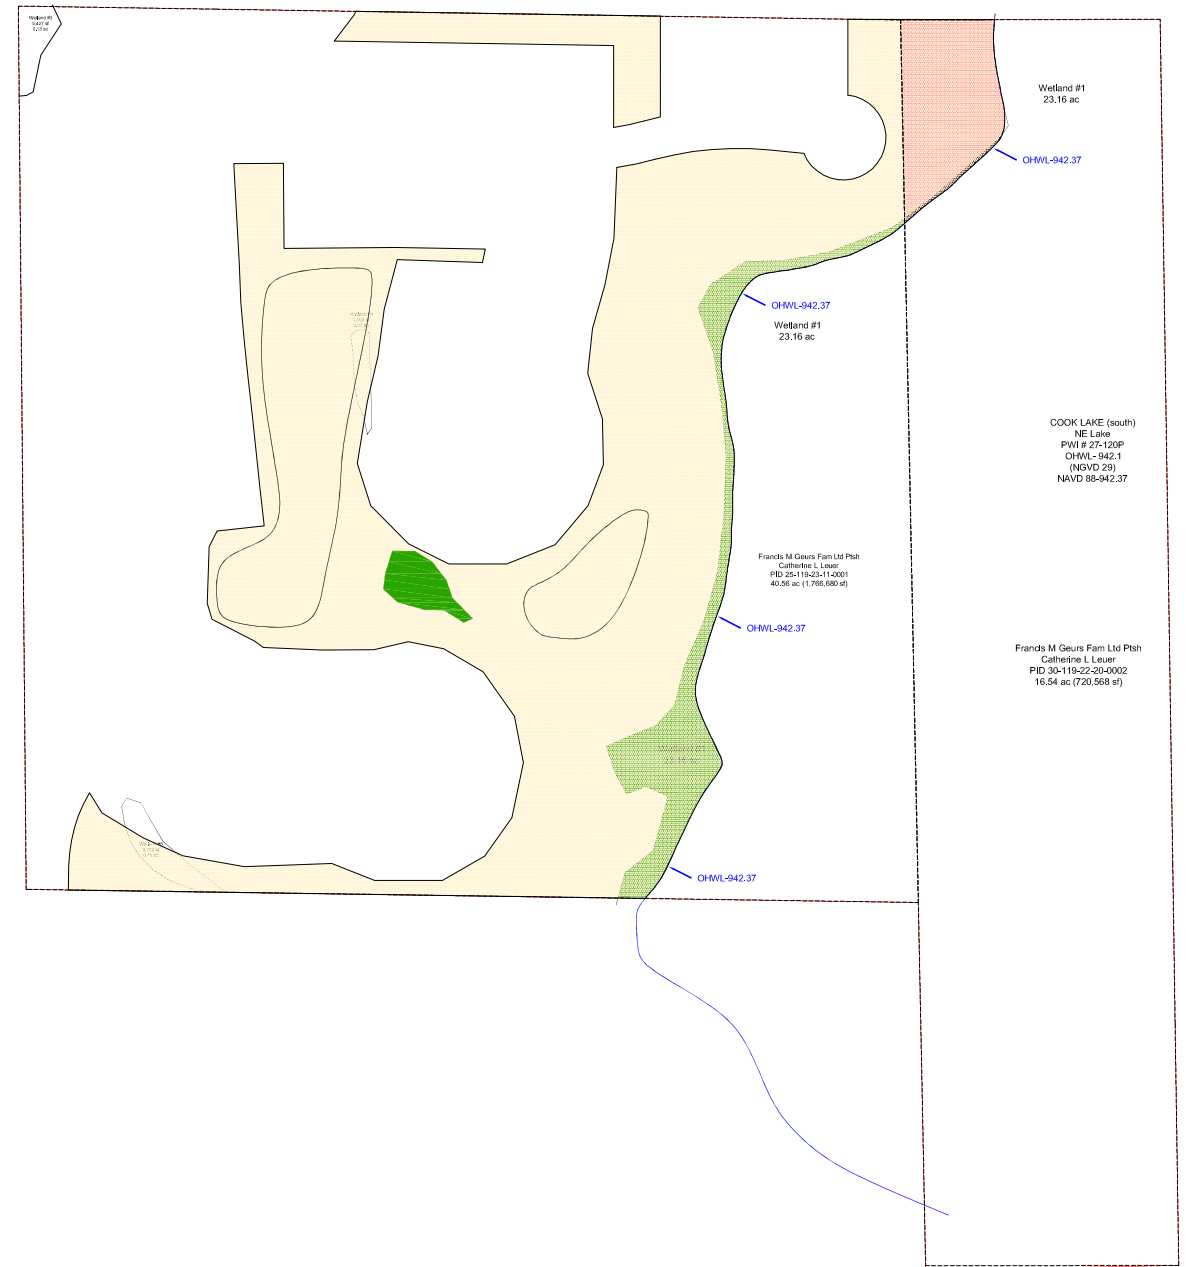 Wetland #1
23.16 ac
OHWL-942.37
OHWL-942.37
Wetland #1
23.16 ac
COOK LAKE (south)
NE Lake
PWI # 27-120P
OHWL- 942.1
(NGVD 29)
NAVD 88-942.37
Francis M Geurs Fam Ltd Ptsh
Catherine L Leuer
PID 25-119-23-11-0001
40.56 ac (1,766,680 sf)
OHWL-942.37
Francis M Geurs Fam Ltd Ptsh
Catherine L Leuer
PID 30-119-22-20-0002
16.54 ac (720,568 sf)
OHWL-942.37